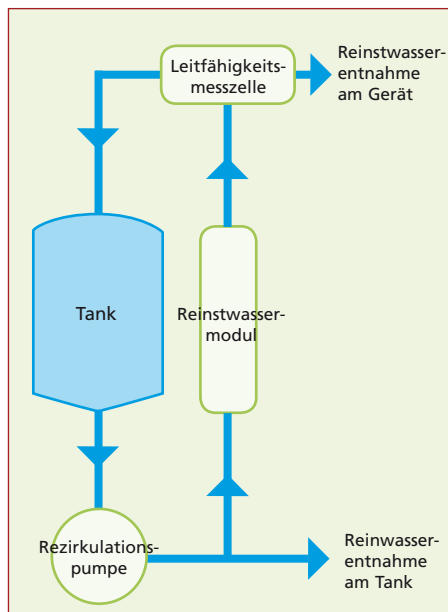 Leitfähigkeits-
messzelle
Reinstwasser-
entnahme
am Gerät
Tank
Reinstwasser-
modul
Rezirkulations-
pumpe
Reinwasser-
entnahme
am Tank